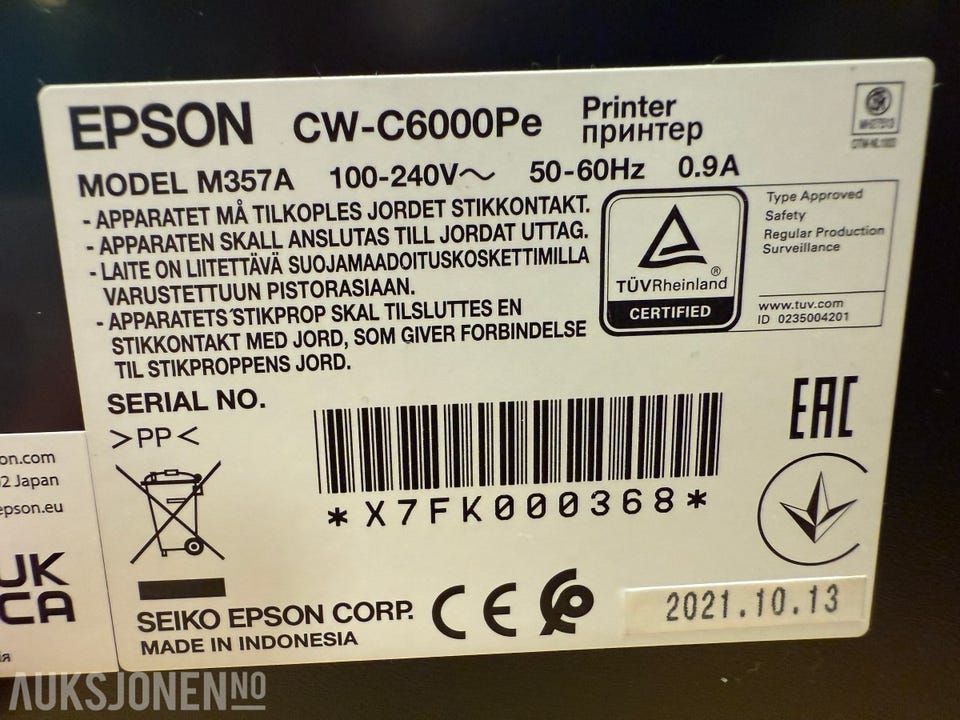 EPSON CW-C6000Pe Printer
принтер
MODEL M357A 100-240V~ 50-60Hz 0.9A
- APPARATET MÅ TILKOPLES JORDET STIKKONTAKT.
- APPARATEN SKALL ANSLUTAS TILL JORDAT UTTAG.
- LAITE ON LIITETTÄVÄ SUOJAMAADOITUSKOSKETTIMILLA
VARUSTETTUUN PISTORASIAAN.
- APPARATETS STIKPROP SKAL TILSLUTTES EN
STIKKONTAKT MED JORD, SOM GIVER FORBINDELSE
TIL STIKPROPPENS JORD.
TÜVRheinland®
CERTIFIED
Type Approved
Safety
Regular Production
Surveillance
www.tuv.com
ID 0235004201
SERIAL NO.
>PP<
*X7FK000368*
EAC
SEIKO EPSON CORP.
MADE IN INDONESIA
CE
2021.10.13
on.com
02 Japan
epson.eu
UK
CA
ія
AUKSJONEN NO